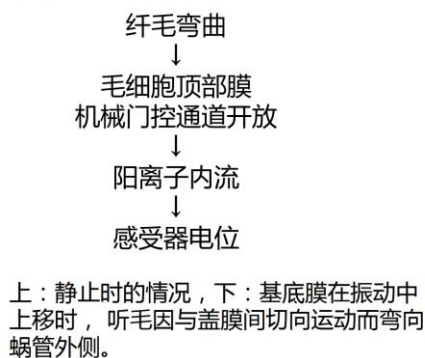 纤毛弯曲
↓
毛细胞顶部膜
机械门控通道开放
↓
阳离子内流
↓
感受器电位
上：静止时的情况，下：基底膜在振动中
上移时， 听毛因与盖膜间切向运动而弯向
蜗管外侧。